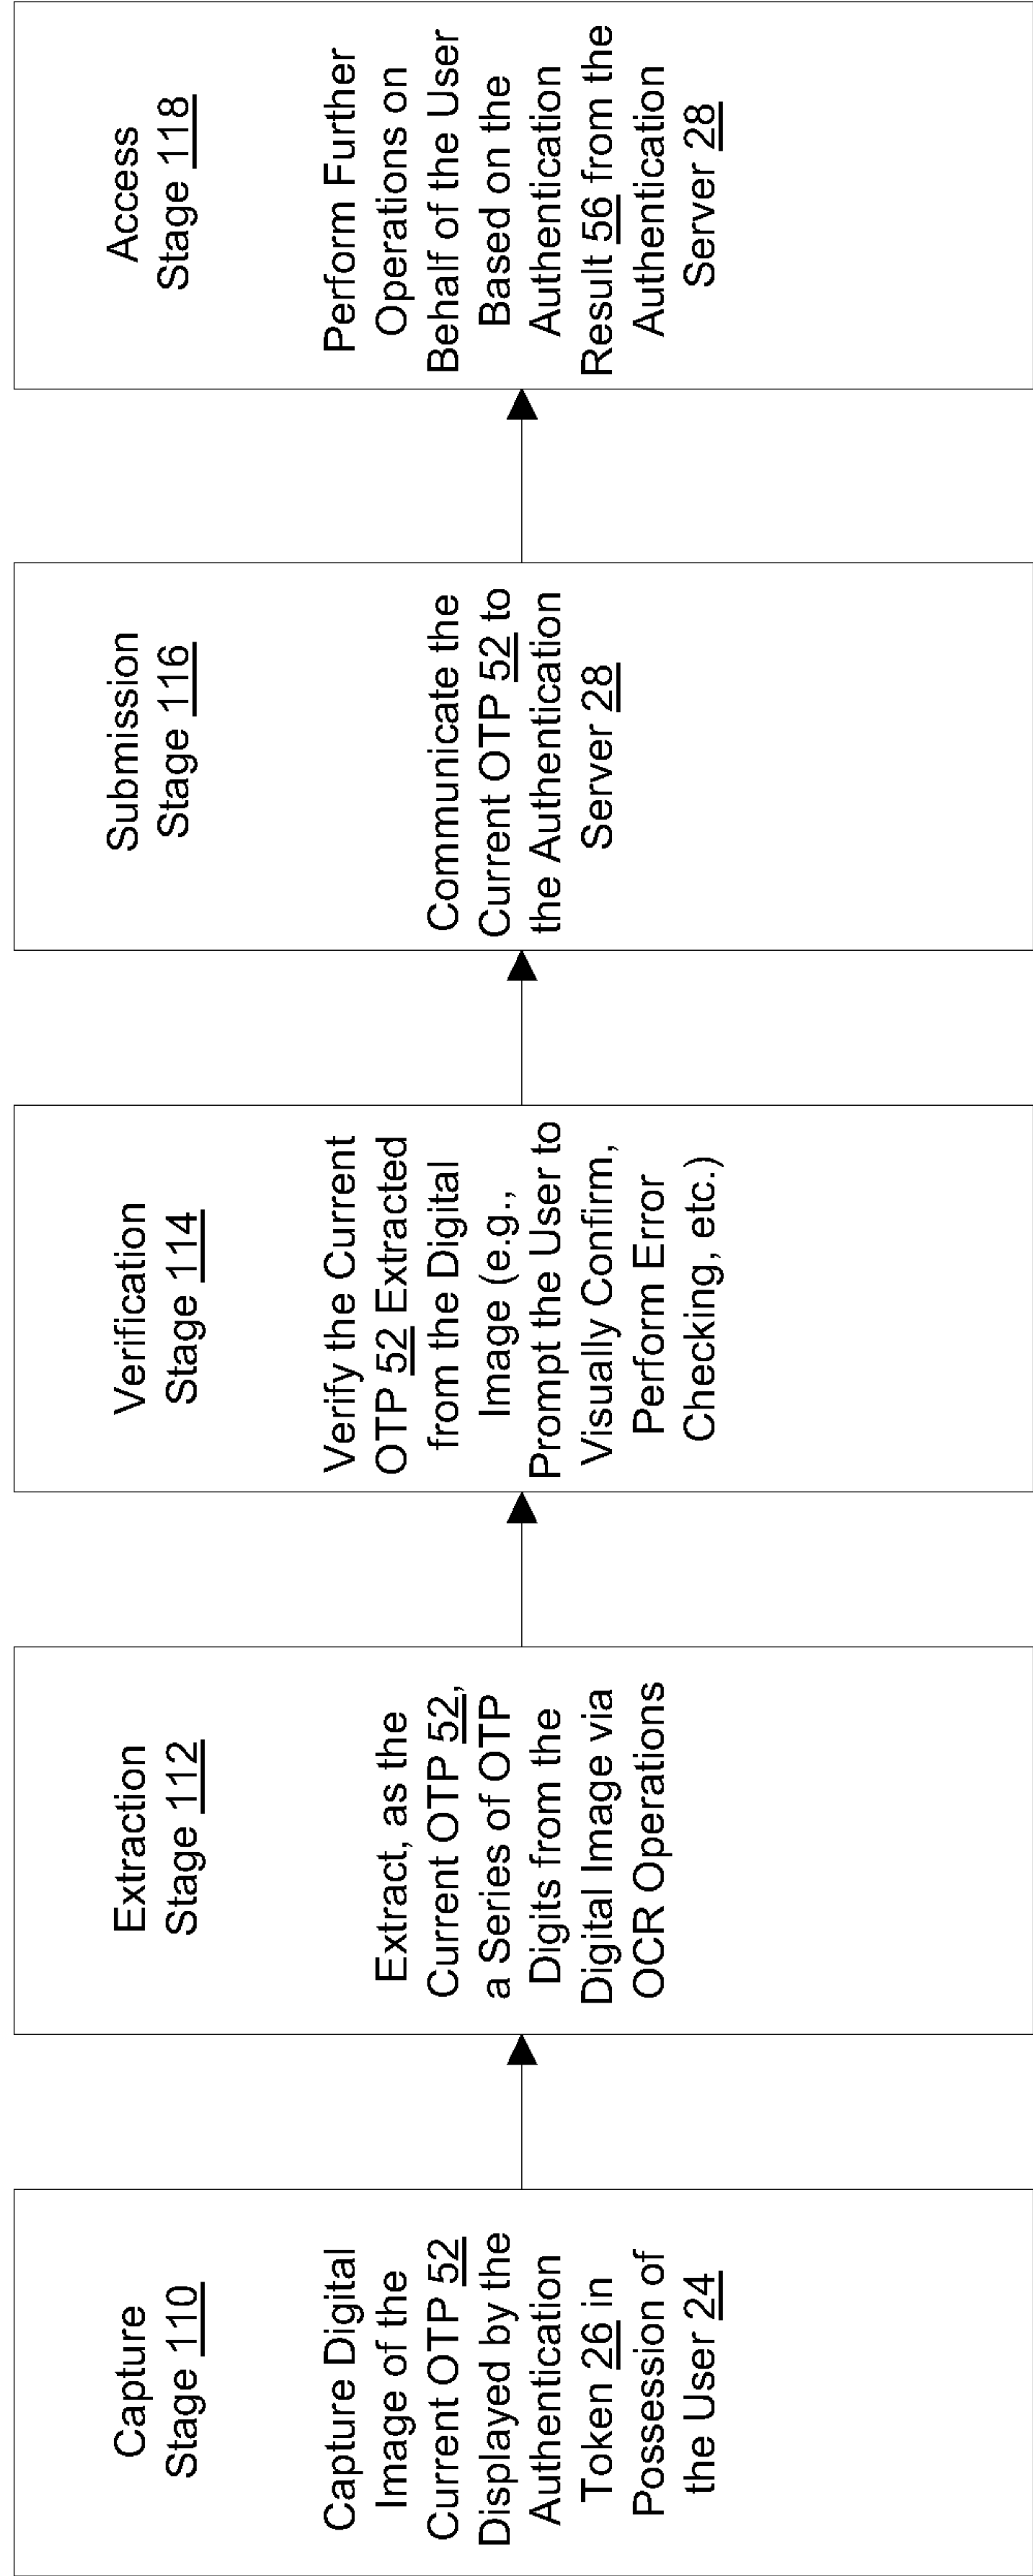 Capture
Stage 110
Capture Digital
Image of the
Current OTP 52
Displayed by the
Authentication
Token 26 in
Possession of
the User 24
Extraction
Stage 112
Extract, as the
Current OTP 52,
a Series of OTP
Digits from the
Digital Image via
OCR Operations
Verification
Stage 114
Verify the Current
OTP 52 Extracted
from the Digital
Image (e.g.,
Prompt the User to
Visually Confirm,
Perform Error
Checking, etc.)
Submission
Stage 116
Communicate the
Current OTP 52 to
the Authentication
Server 28
Access
Stage 118
Perform Further
Operations on
Behalf of the User
Based on the
Authentication
Result 56 from the
Authentication
Server 28